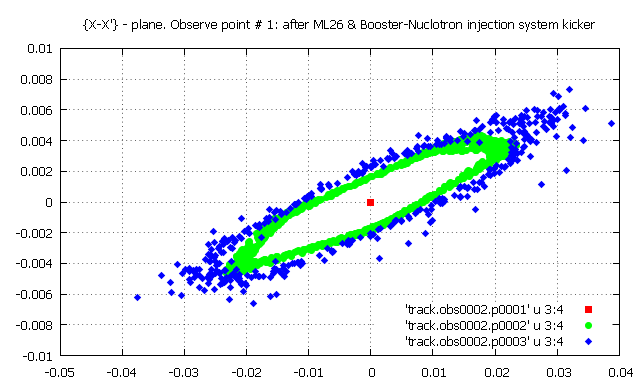 {X-X'} - plane. Observe point # 1: after ML26 & Booster-Nuclotron injection system kicker
0.01
0.008
0.006
0.004
0.002
0
-0.002
-0.004
-0.006
-0.008
-0.01
'track.obs0002.p0001' u 3:4
'track.obs0002.p0002' u 3:4
'track.obs0002.p0003' u 3:4
-0.05 -0.04 -0.03 -0.02 -0.01 0 0.01 0.02 0.03 0.04